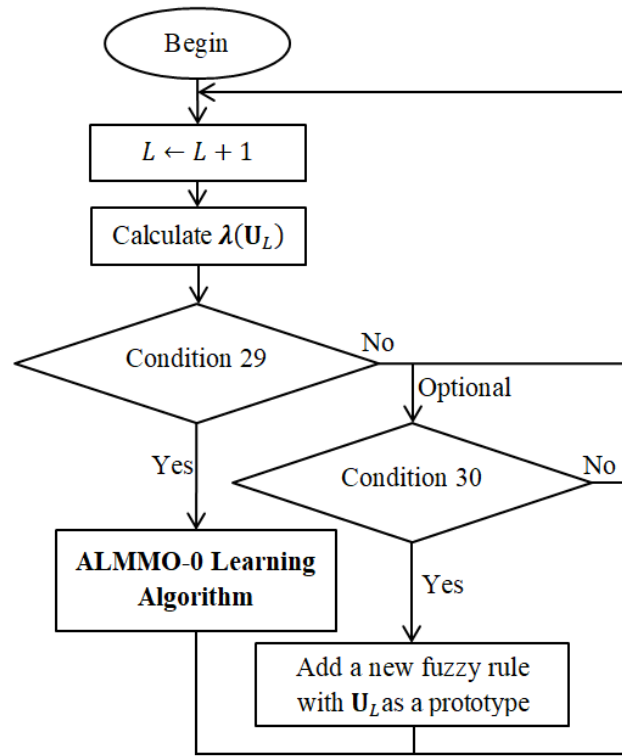 Begin
L ← L + 1
Calculate λ(U_L)
Condition 29
No
Optional
Yes
Condition 30
No
ALMMO-0 Learning
Algorithm
Yes
Add a new fuzzy rule
with U_L as a prototype